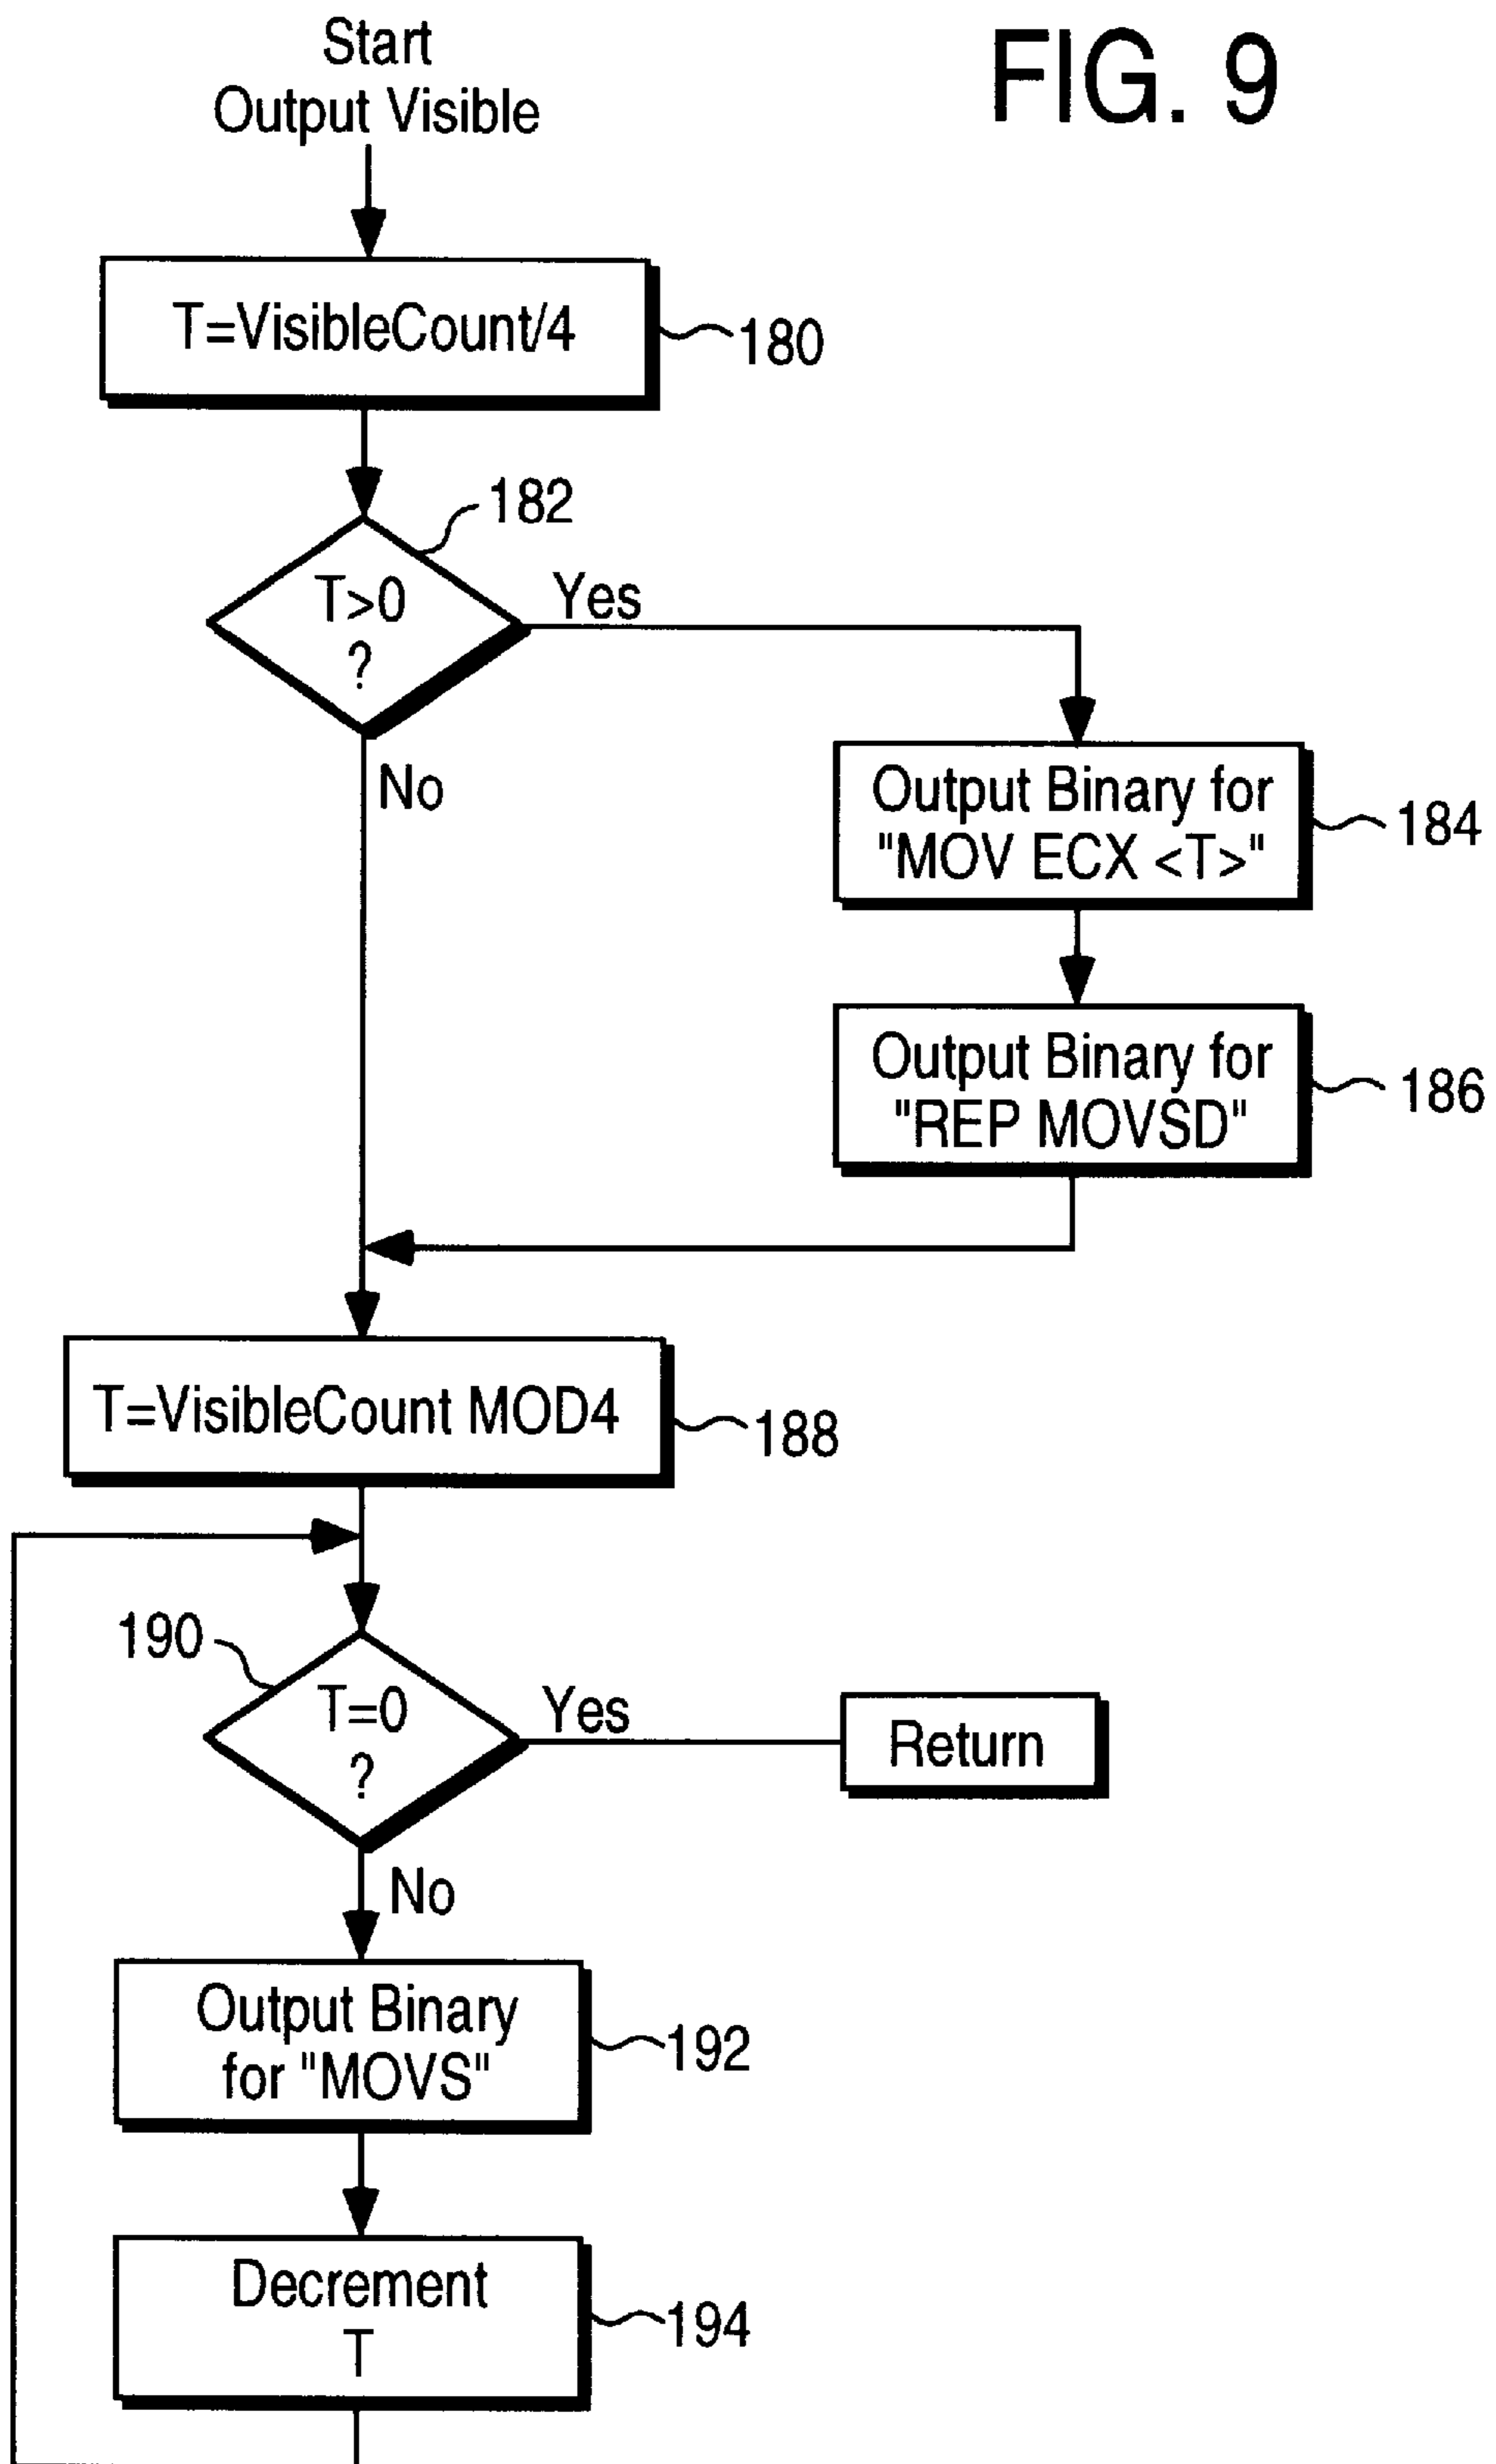 FIG. 9
Start
Output Visible
T=VisibleCount/4
180
182
T>0
?
Yes
No
Output Binary for
"MOV ECX <T>"
184
Output Binary for
"REP MOVSD"
186
T=VisibleCount MOD4
188
190
T=0
?
Yes
Return
No
Output Binary
for "MOVS"
192
Decrement
T
194